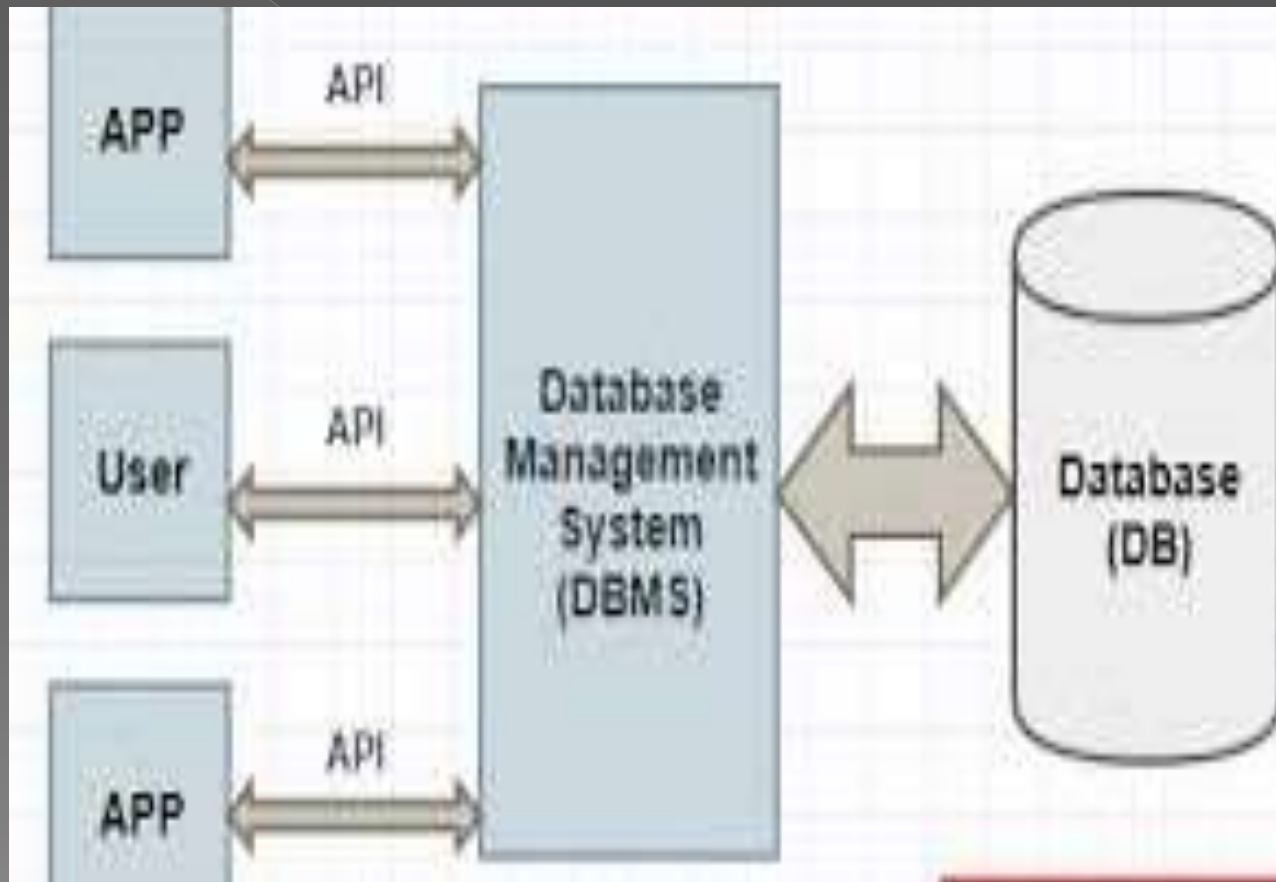 APP
API
User
API
APP
API
Database
Management
System
(DBMS)
Database
(DB)